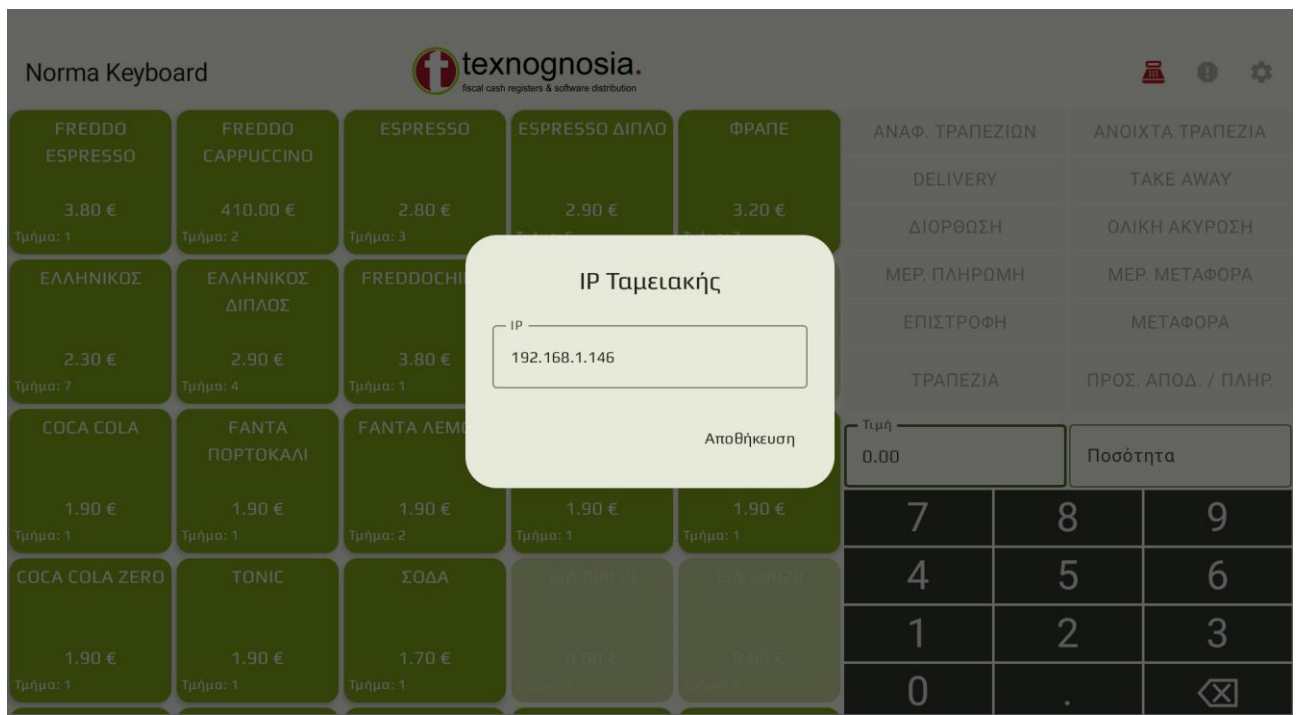 Norma Keyboard
texnognosia.
fiscal cash registers & software distribution
FREDDO
ESPRESSO
3.80 €
Τμήμα: 1
FREDDO
CAPPUCCINO
410.00 €
Τμήμα: 2
ESPRESSO
2.80 €
Τμήμα: 3
ESPRESSO ΔΙΠΛΟ
2.90 €
ΦΡΑΠΕ
3.20 €
ΕΛΛΗΝΙΚΟΣ
2.30 €
Τμήμα: 7
ΕΛΛΗΝΙΚΟΣ
ΔΙΠΛΟΣ
2.90 €
Τμήμα: 4
3.80 €
Τμήμα: 1
COCA COLA
1.90 €
Τμήμα: 1
FANTA
ΠΟΡΤΟΚΑΛΙ
1.90 €
Τμήμα: 1
FANTA
1.90 €
Τμήμα: 2
1.90 €
Τμήμα: 1
1.90 €
Τμήμα: 1
COCA COLA ZERO
1.90 €
Τμήμα: 1
TONIC
1.90 €
Τμήμα: 1
ΣΟΔΑ
1.70 €
Τμήμα: 1
0.00 €
0.00 €
IP Ταμειακής
IP
192.168.1.146
Αποθήκευση
ΑΝΑΦ. ΤΡΑΠΕΖΙΩΝ
ΑΝΟΙΧΤΑ ΤΡΑΠΕΖΙΑ
DELIVERY
TAKE AWAY
ΔΙΟΡΘΩΣΗ
ΟΛΙΚΗ ΑΚΥΡΩΣΗ
ΜΕΡ. ΠΛΗΡΩΜΗ
ΜΕΡ. ΜΕΤΑΦΟΡΑ
ΕΠΙΣΤΡΟΦΗ
ΜΕΤΑΦΟΡΑ
ΤΡΑΠΕΖΙΑ
ΠΡΟΣ. ΑΠΟΔ. / ΠΛΗΡ.
Τιμή
0.00
Ποσότητα
7 8 9
4 5 6
1 2 3
0 .